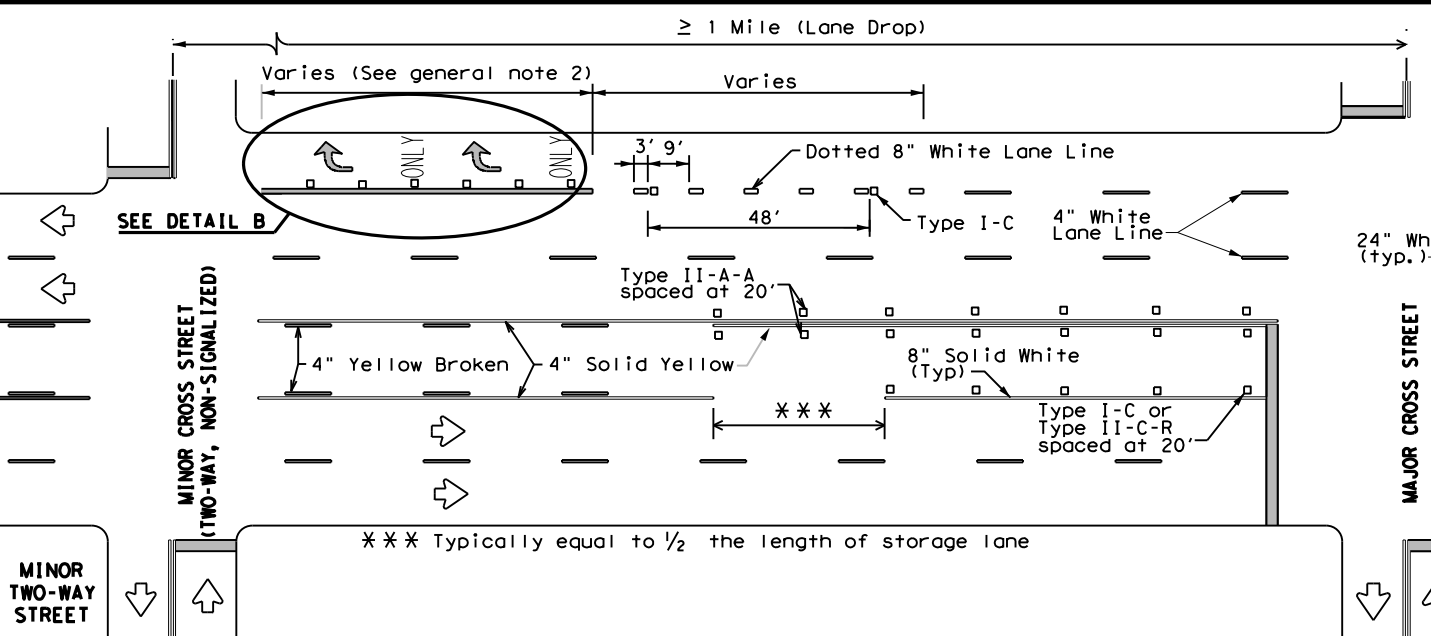 ≥ 1 Mile (Lane Drop)
Varies (See general note 2)
Varies
ONLY
ONLY
3' 9'
Dotted 8" White Lane Line
SEE DETAIL B
48'
Type I-C
4" White
Lane Line
24" Wh
(typ.)
Type II-A-A
spaced at 20'
MINOR CROSS STREET
(TWO-WAY, NON-SIGNALIZED)
4" Yellow Broken
4" Solid Yellow
8" Solid White
(Typ)
***
Type I-C or
Type II-C-R
spaced at 20'
MAJOR CROSS STREET
*** Typically equal to 1/2 the length of storage lane
MINOR
TWO-WAY
STREET